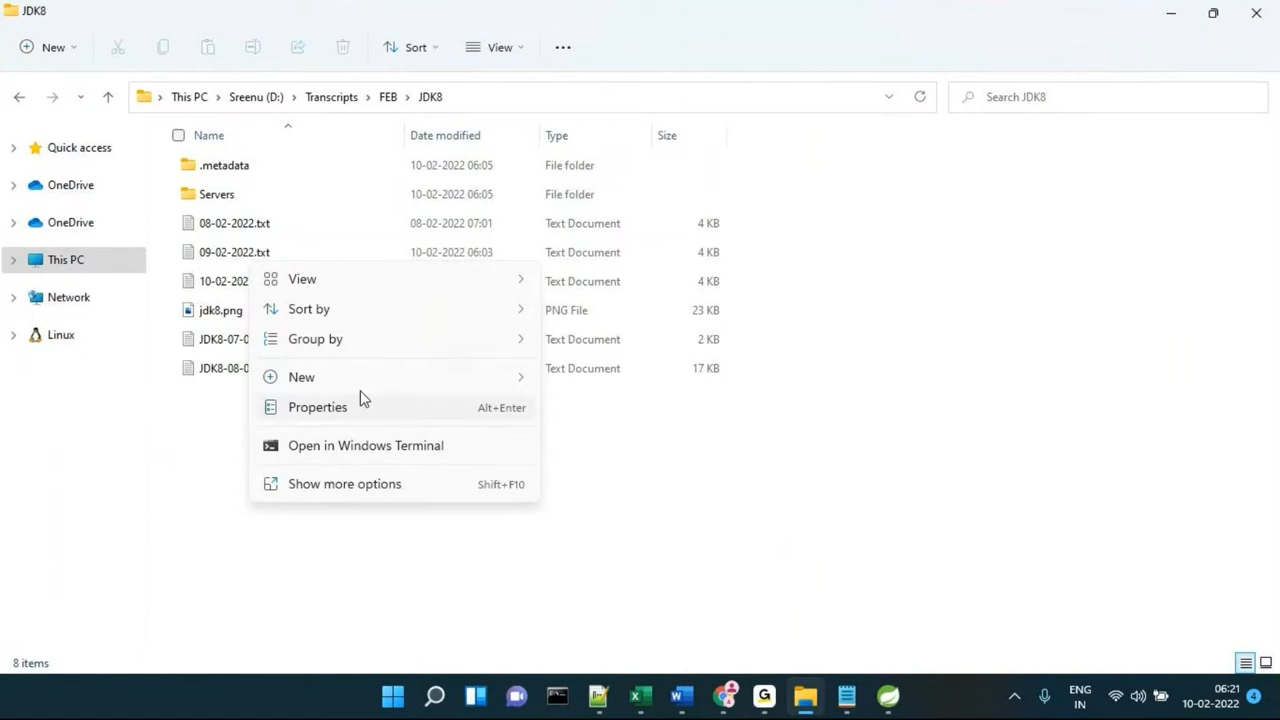 JDK8
New
Sort
View
This PC > Sreenu (D:) > Transcripts > FEB > JDK8
Search JDK8
Name Date modified Type Size
Quick access
OneDrive
OneDrive
This PC
Network
Linux
.metadata 10-02-2022 06:05 File folder
Servers 10-02-2022 06:05 File folder
08-02-2022.txt 08-02-2022 07:01 Text Document 4 KB
09-02-2022.txt 10-02-2022 06:03 Text Document 4 KB
10-02-202 Text Document 4 KB
jdk8.png PNG File 23 KB
JDK8-07-0 Text Document 2 KB
JDK8-08-0 Text Document 17 KB
View
Sort by
Group by
New
Properties Alt+Enter
Open in Windows Terminal
Show more options Shift+F10
8 items
ENG
IN
06:21
10-02-2022
4